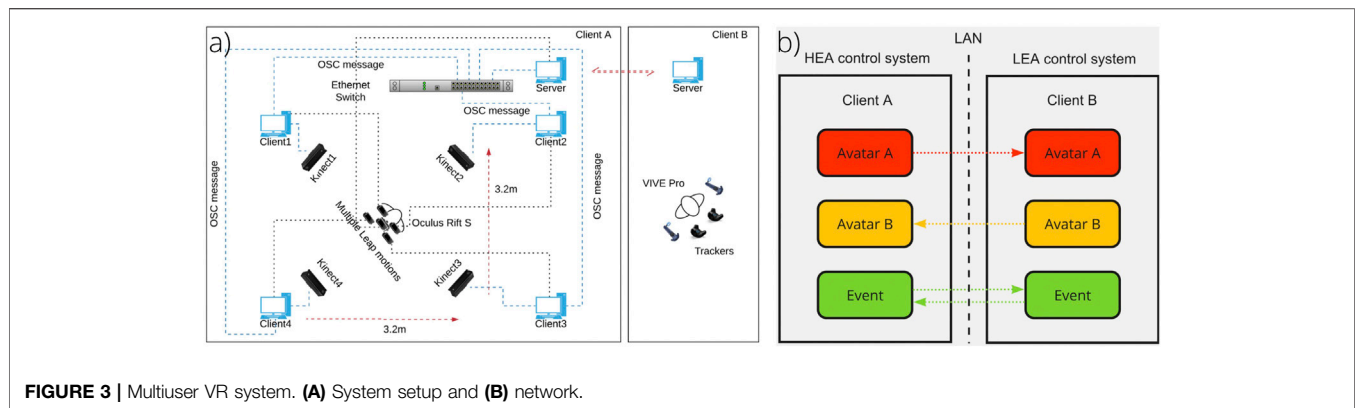 a)
Client A
OSC message
Ethernet
Switch
Server
OSC message
Client1
Client2
Kinect1
Kinect2
OSC message
OSC message
3.2m
Oculus Rift S
Multiple Leap motions
Kinect4
Kinect3
Client4
3.2m
Client3
Client B
Server
VIVE Pro
Trackers
b)
LAN
HEA control system
LEA control system
Client A
Client B
Avatar A
Avatar A
Avatar B
Avatar B
Event
Event
FIGURE 3 | Multiuser VR system. (A) System setup and (B) network.